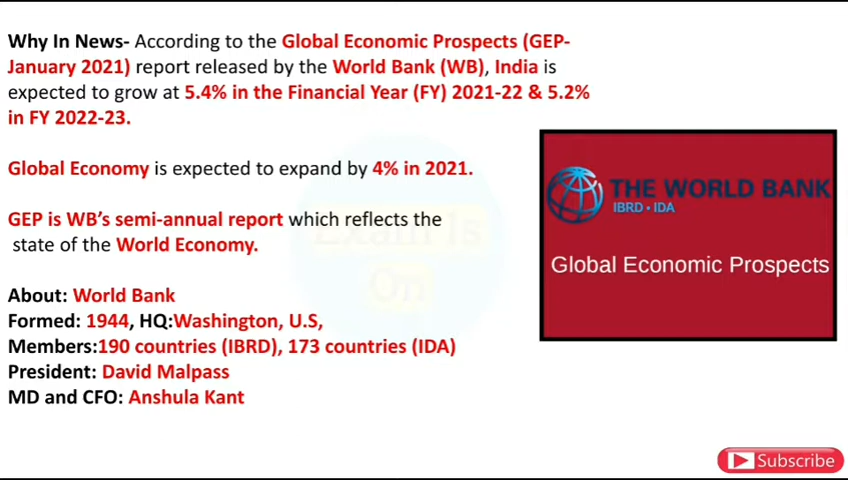 Why In News- According to the Global Economic Prospects (GEP-
January 2021) report released by the World Bank (WB), India is
expected to grow at 5.4% in the Financial Year (FY) 2021-22 & 5.2%
in FY 2022-23.
Global Economy is expected to expand by 4% in 2021.
GEP is WB's semi-annual report which reflects the
state of the World Economy.
About: World Bank
Formed: 1944, HQ:Washington, U.S,
Members:190 countries (IBRD), 173 countries (IDA)
President: David Malpass
MD and CFO: Anshula Kant
THE WORLD BANK
IBRD • IDA
Global Economic Prospects
Exam Is
On
Subscribe